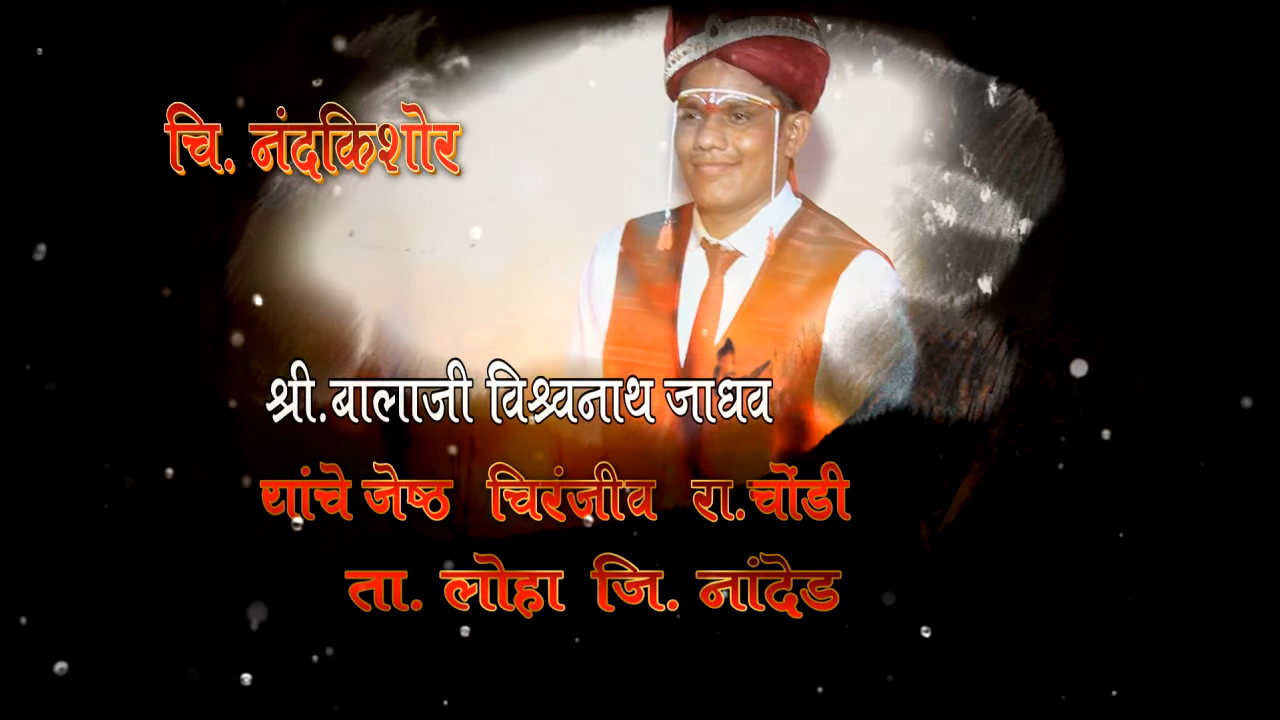 चि. नंदकिशोर
श्री.बालाजी विश्वनाथ जाधव
यांचे जेष्ठ चिरंजीव रा.चोंडी
ता. लोहा जि. नांदेड